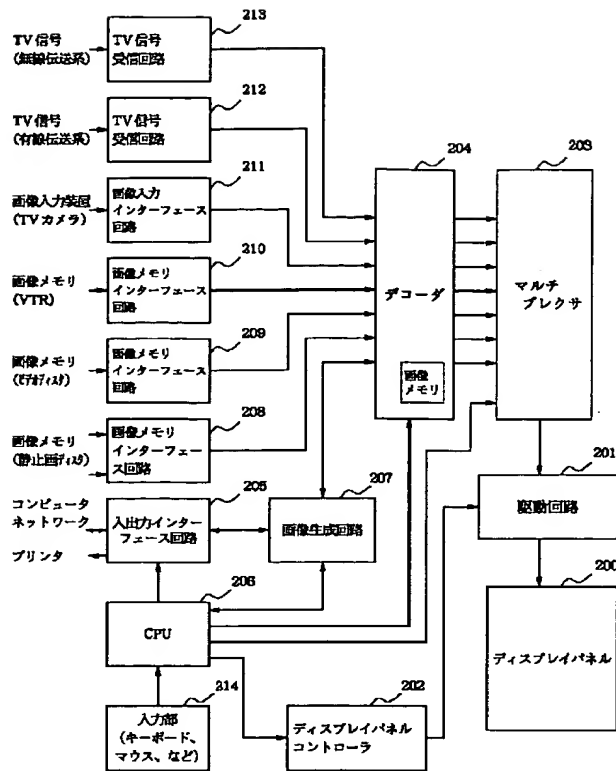 TV信号
(無線伝送系)
TV信号
受信回路
213
TV信号
(有線伝送系)
TV信号
受信回路
212
画像入力装置
(TVカメラ)
画像入力
インターフェース
回路
211
画像メモリ
(VTR)
画像メモリ
インターフェース
回路
210
画像メモリ
(ビデオディスク)
画像メモリ
インターフェース
回路
209
画像メモリ
(静止画ディスク)
画像メモリ
インターフェー
ス回路
208
コンピュータ
ネットワーク
プリンタ
入出力インター
フェース回路
205
画像生成回路
207
CPU
206
入力部
(キーボード、
マウス、など)
214
ディスプレイパネル
コントローラ
202
デコーダ
画像
メモリ
204
マルチ
プレクサ
203
駆動回路
201
ディスプレイパネル
200